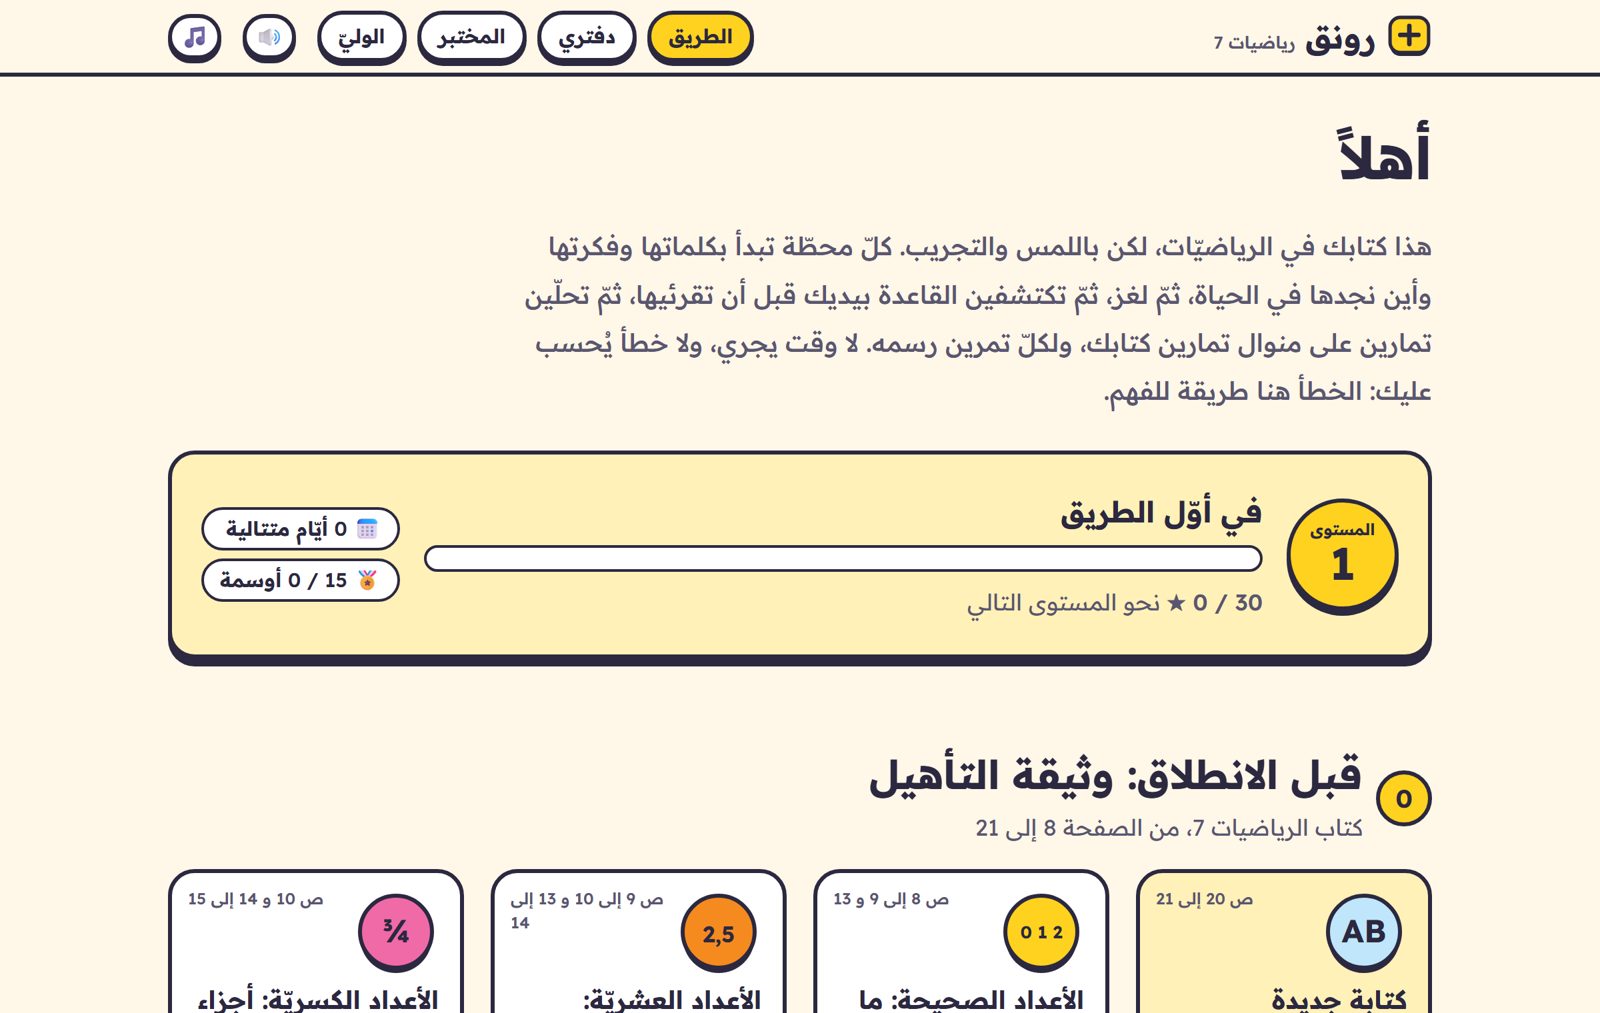 رونق رياضيات 7
الطريق دفتري المختبر الوليّ
أهلاً
هذا كتابك في الرياضيّات، لكن باللمس والتجريب. كلّ محطّة تبدأ بكلماتها وفكرتها
وأين نجدها في الحياة، ثمّ لغز، ثمّ تكتشفين القاعدة بيديك قبل أن تقرئيها، ثمّ تحلّين
تمارين على منوال تمارين كتابك، ولكلّ تمرين رسمه. لا وقت يجري، ولا خطأ يُحسب
عليك: الخطأ هنا طريقة للفهم.
المستوى
1
في أوّل الطريق
0 / 30 ★ نحو المستوى التالي
0 أيّام متتالية
0 / 15 أوسمة
0
قبل الانطلاق: وثيقة التأهيل
كتاب الرياضيات 7، من الصفحة 8 إلى 21
AB
ص 20 إلى 21
كتابة جديدة
0 1 2
ص 8 إلى 9 و 13
الأعداد الصحيحة: ما
2,5
ص 9 إلى 10 و 13 إلى
14
الأعداد العشريّة:
¾
ص 10 و 14 إلى 15
الأعداد الكسريّة: أجزاء